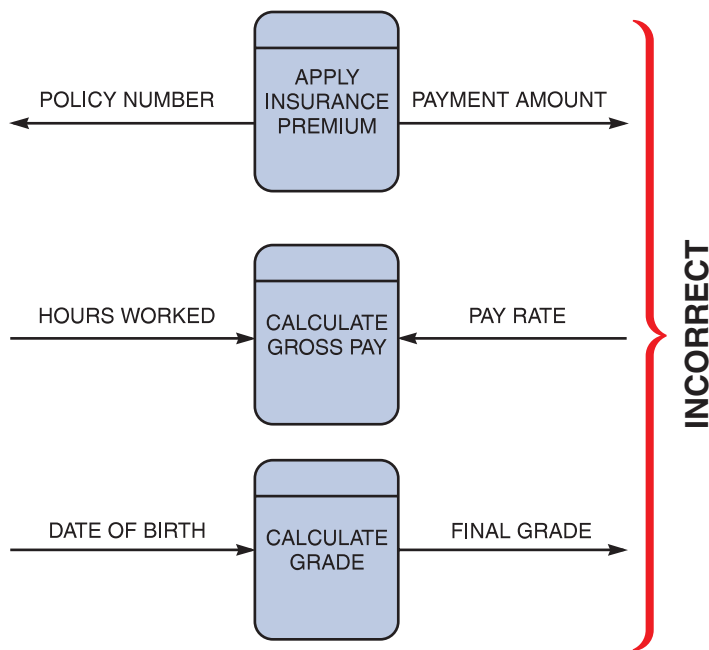 APPLY
INSURANCE
PREMIUM
POLICY NUMBER
PAYMENT AMOUNT
HOURS WORKED
CALCULATE
GROSS PAY
PAY RATE
DATE OF BIRTH
CALCULATE
GRADE
FINAL GRADE
INCORRECT